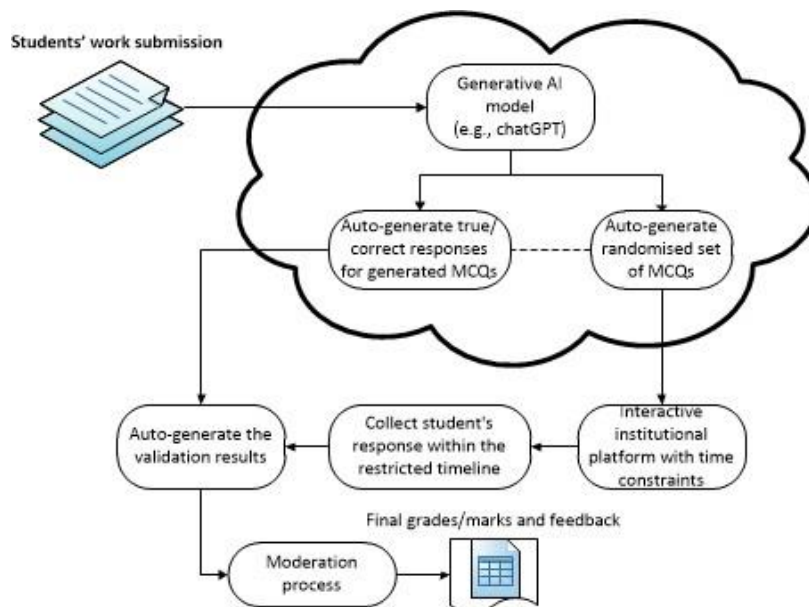 Students' work submission
Generative AI
model
(e.g., chatGPT)
Auto-generate true/
correct responses
for generated MCQs
Auto-generate
randomised set
of MCQs
Auto-generate the
validation results
Collect student's
response within the
restricted timeline
Interactive
institutional
platform with time
constraints
Final grades/marks and feedback
Moderation
process